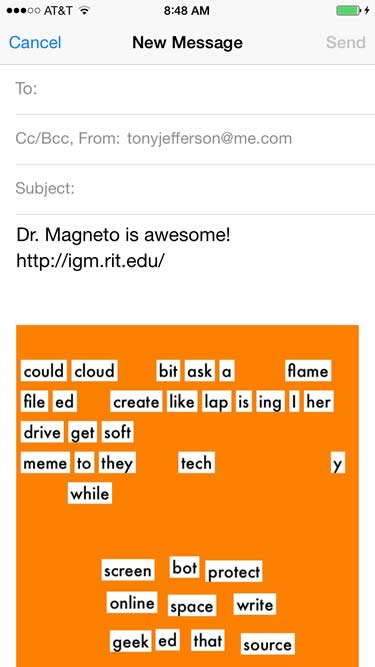 AT&T 8:48 AM
Cancel New Message Send
To:
Cc/Bcc, From: tonyjefferson@me.com
Subject:
Dr. Magneto is awesome!
http://igm.rit.edu/
could cloud bit ask a flame
file ed create like lap is ing I her
drive get soft
meme to they tech y
while
screen bot protect
online space write
geek ed that source